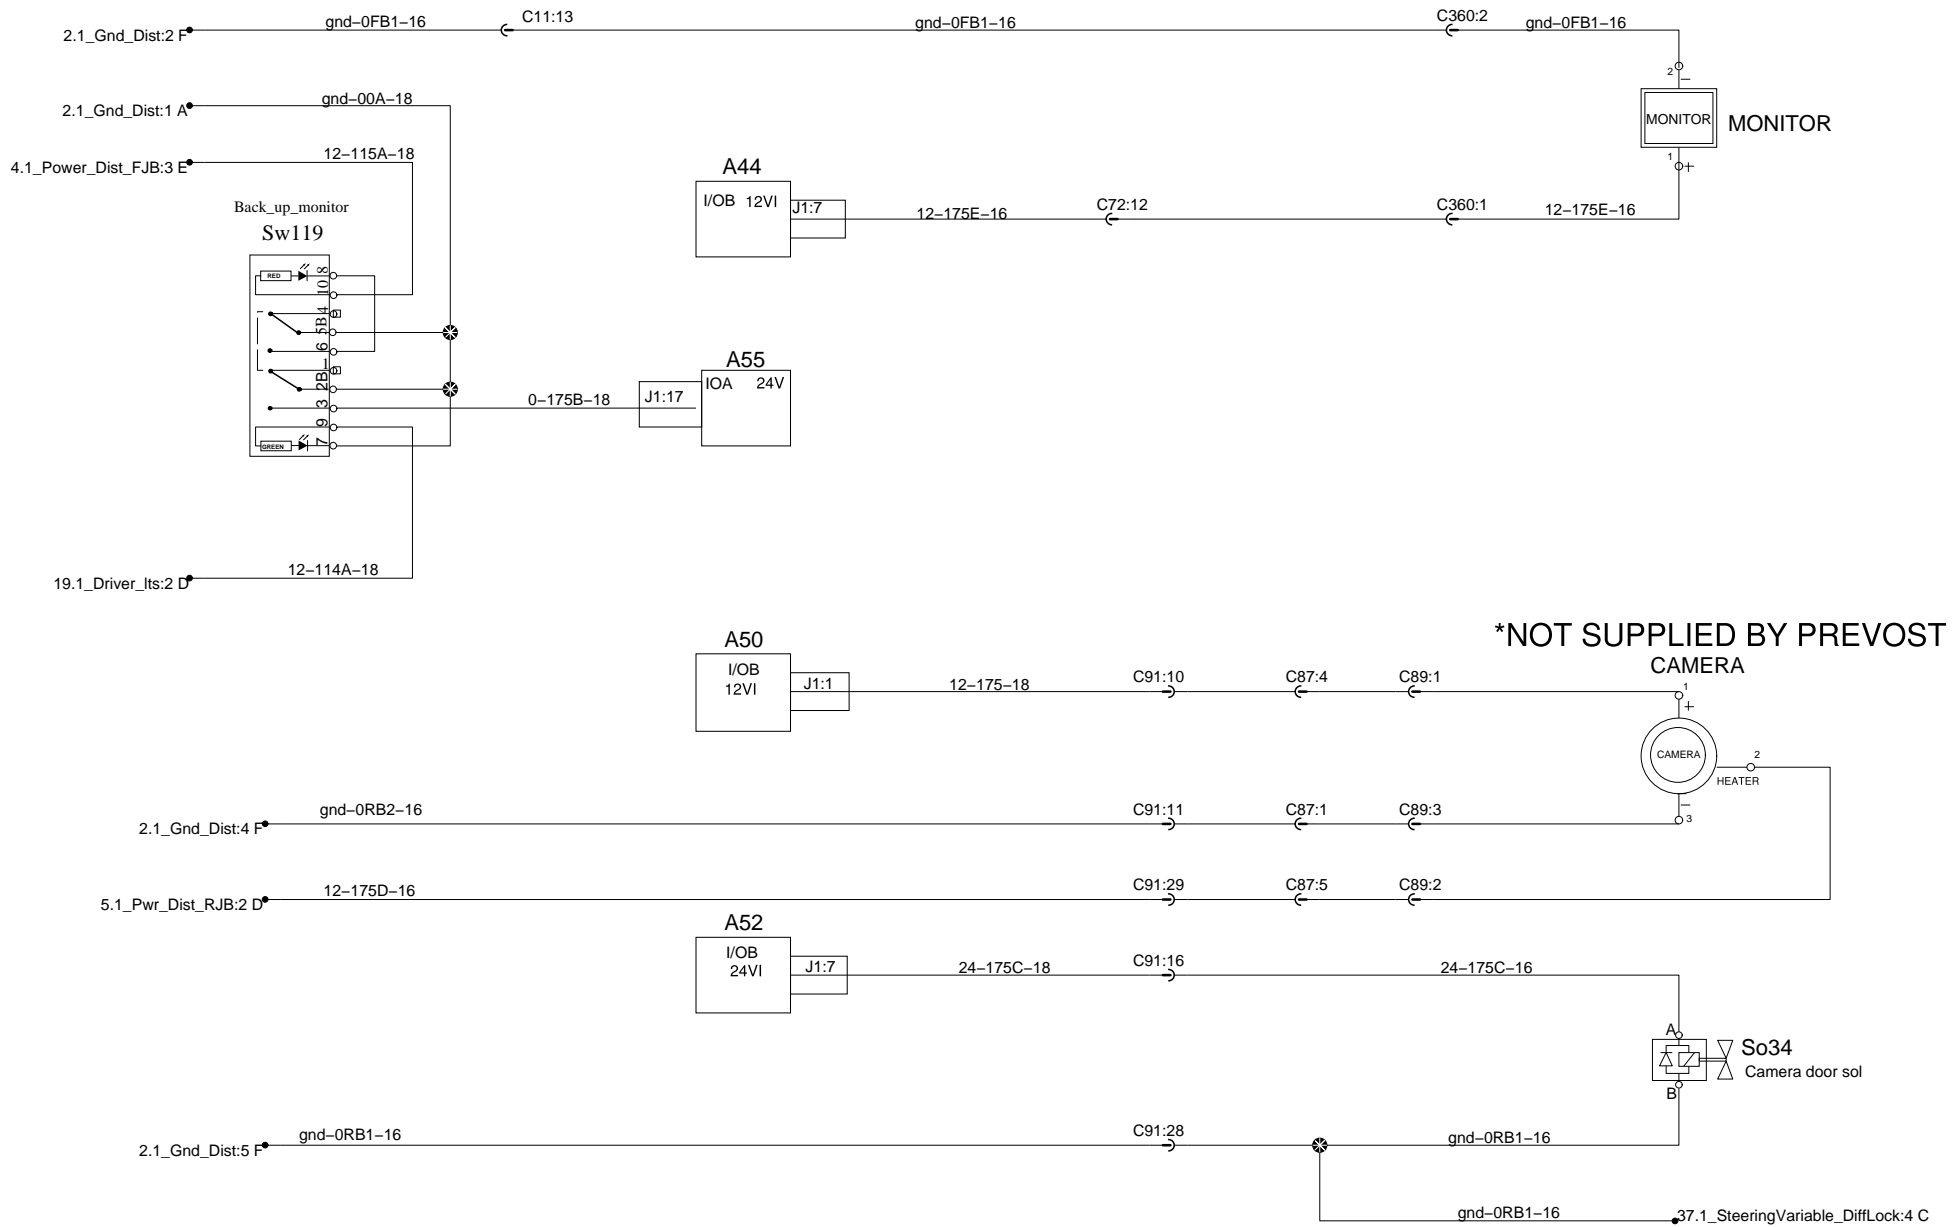 gnd-0FB1-16
C11:13
gnd-0FB1-16
C360:2
gnd-0FB1-16
2.1_Gnd_Dist:2 F
2
−
MONITOR
MONITOR
1
+
gnd-00A-18
2.1_Gnd_Dist:1 A
12-115A-18
4.1_Power_Dist_FJB:3 E
A44
I/OB 12VI
J1:7
12-175E-16
C72:12
C360:1
12-175E-16
Back_up_monitor
Sw119
RED
8
10
4
5B
6
1
2B
3
9
7
GREEN
0-175B-18
A55
IOA 24V
J1:17
12-114A-18
19.1_Driver_lts:2 D
*NOT SUPPLIED BY PREVOST
CAMERA
A50
I/OB
12VI
J1:1
12-175-18
C91:10
C87:4
C89:1
1
+
CAMERA
2
HEATER
−
3
gnd-0RB2-16
C91:11
C87:1
C89:3
2.1_Gnd_Dist:4 F
12-175D-16
C91:29
C87:5
C89:2
5.1_Pwr_Dist_RJB:2 D
A52
I/OB
24VI
J1:7
24-175C-18
C91:16
24-175C-16
A
So34
Camera door sol
B
gnd-0RB1-16
C91:28
gnd-0RB1-16
2.1_Gnd_Dist:5 F
gnd-0RB1-16
37.1_SteeringVariable_DiffLock:4 C